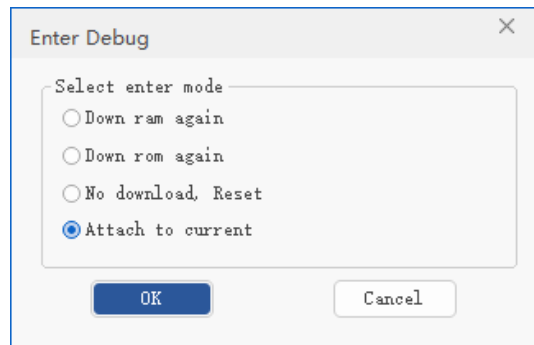 Enter Debug
Select enter mode
Down ram again
Down rom again
No download, Reset
Attach to current
OK
Cancel